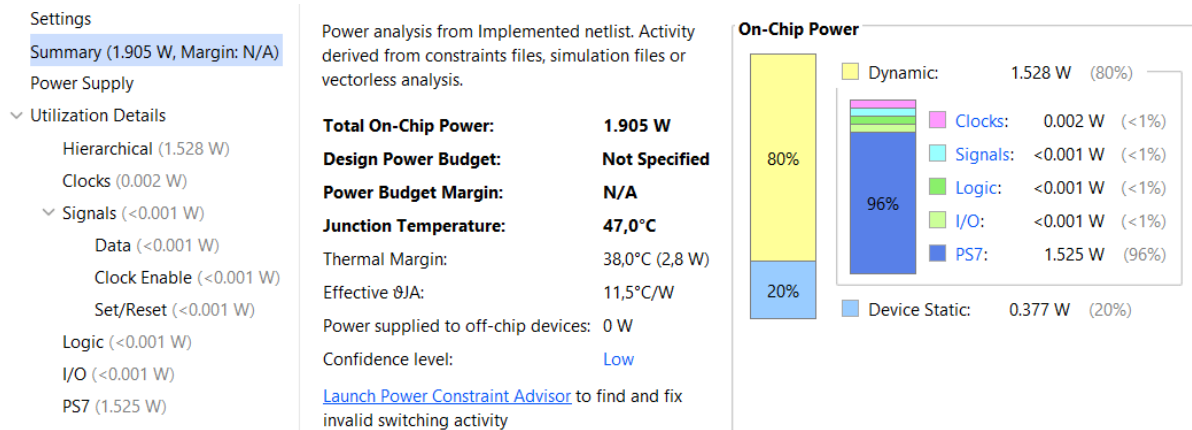 Settings
Summary (1.905 W, Margin: N/A)
Power Supply
Utilization Details
Hierarchical (1.528 W)
Clocks (0.002 W)
Signals (<0.001 W)
Data (<0.001 W)
Clock Enable (<0.001 W)
Set/Reset (<0.001 W)
Logic (<0.001 W)
I/O (<0.001 W)
PS7 (1.525 W)
Power analysis from Implemented netlist. Activity
derived from constraints files, simulation files or
vectorless analysis.
Total On-Chip Power: 1.905 W
Design Power Budget: Not Specified
Power Budget Margin: N/A
Junction Temperature: 47,0°C
Thermal Margin: 38,0°C (2,8 W)
Effective ϑJA: 11,5°C/W
Power supplied to off-chip devices: 0 W
Confidence level: Low
Launch Power Constraint Advisor to find and fix
invalid switching activity
On-Chip Power
80%
20%
Dynamic: 1.528 W (80%)
96%
Clocks: 0.002 W (<1%)
Signals: <0.001 W (<1%)
Logic: <0.001 W (<1%)
I/O: <0.001 W (<1%)
PS7: 1.525 W (96%)
Device Static: 0.377 W (20%)